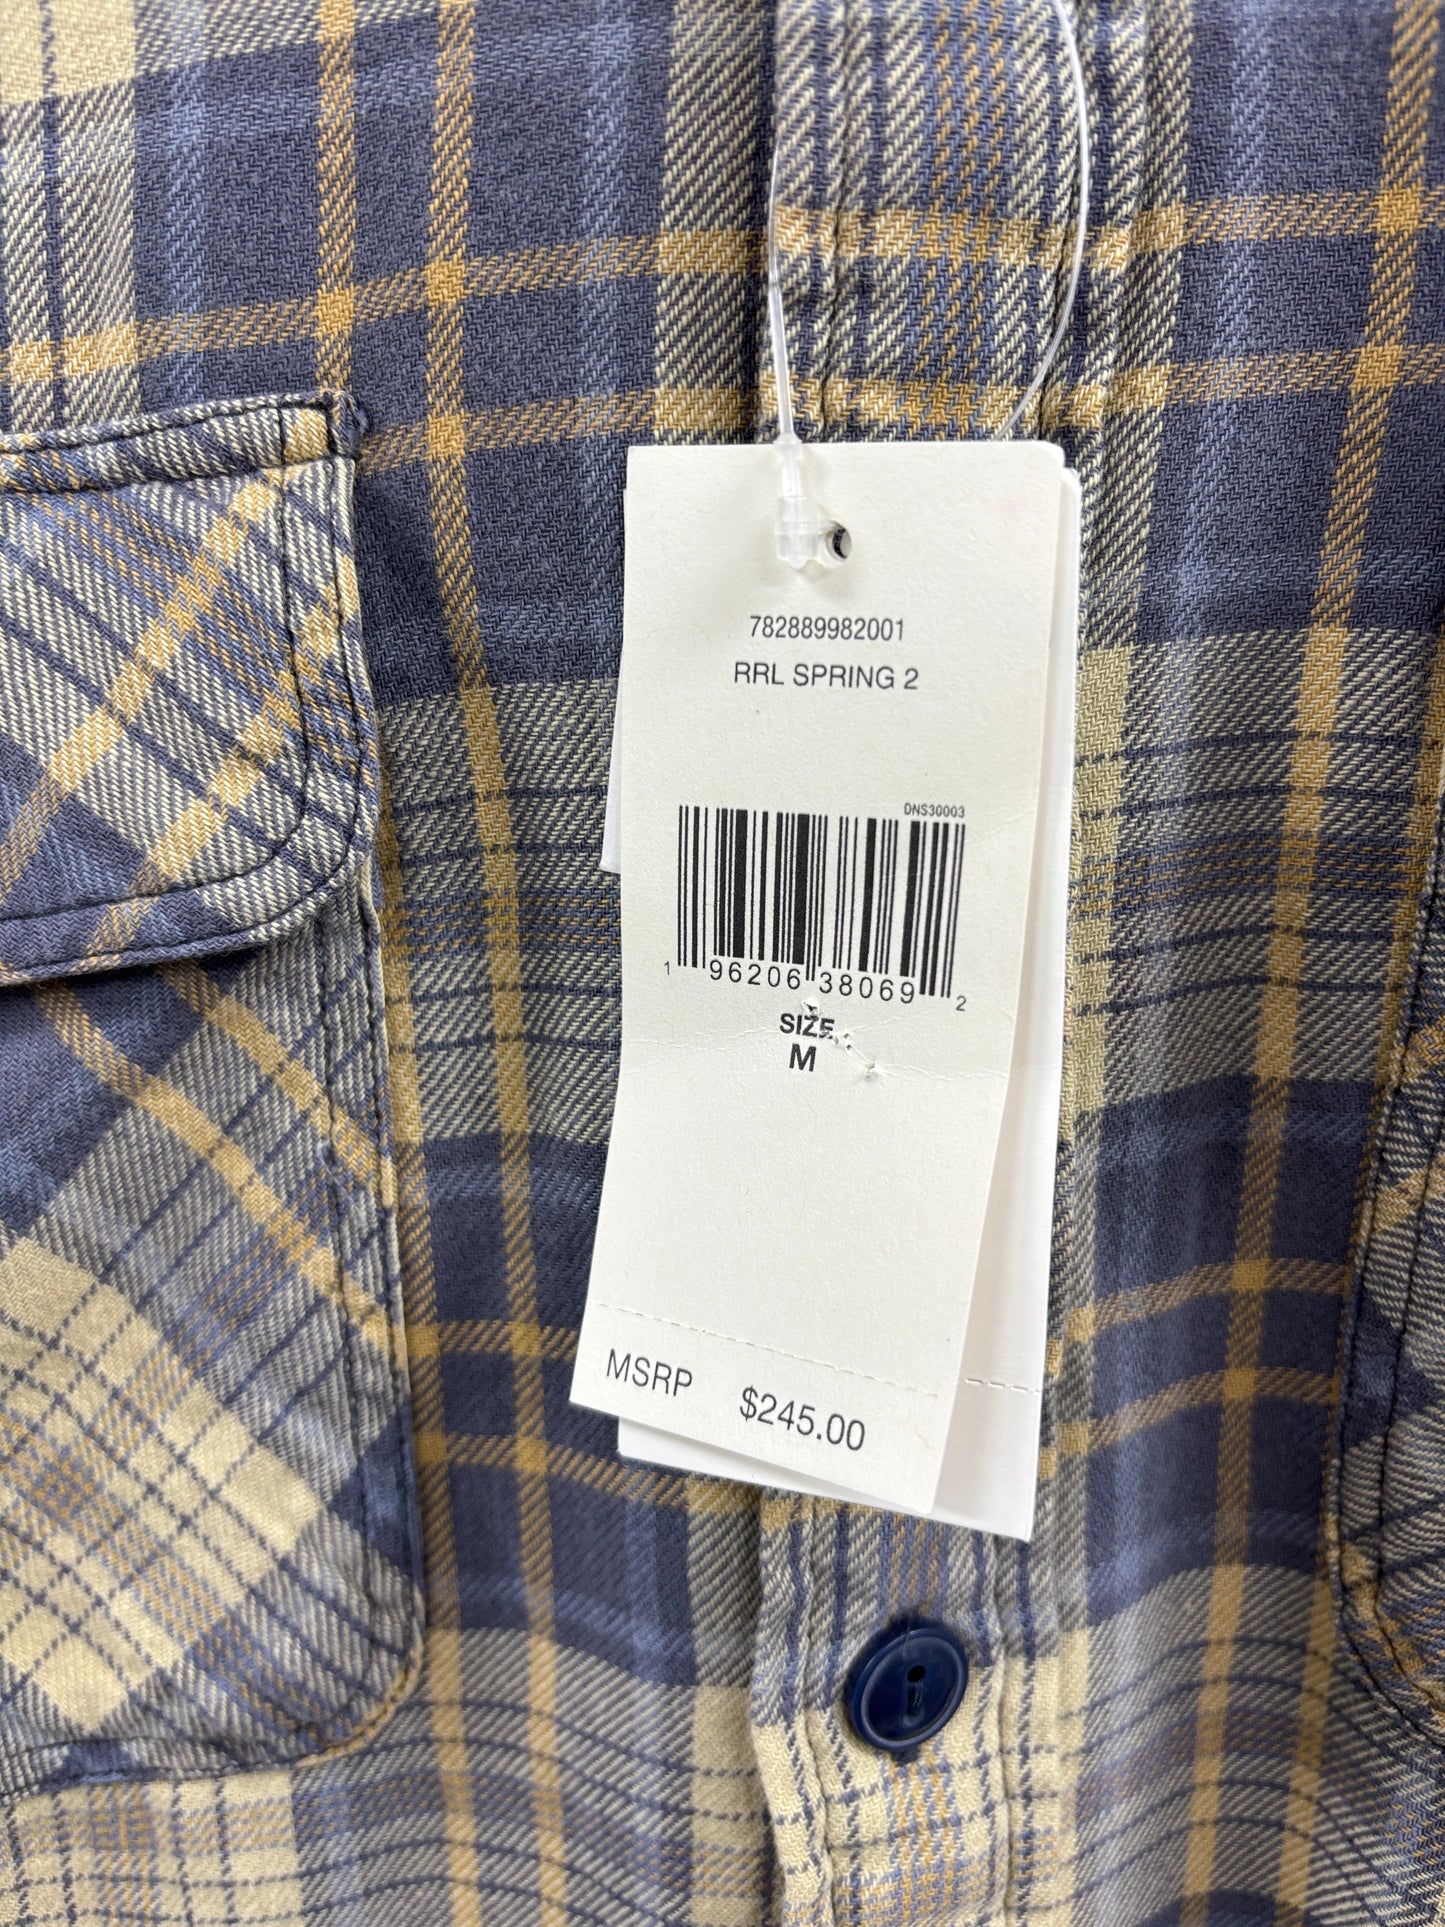 782889982001
RRL SPRING 2
DNS30003
1 96206 38069 2
SIZE
M
MSRP $245.00